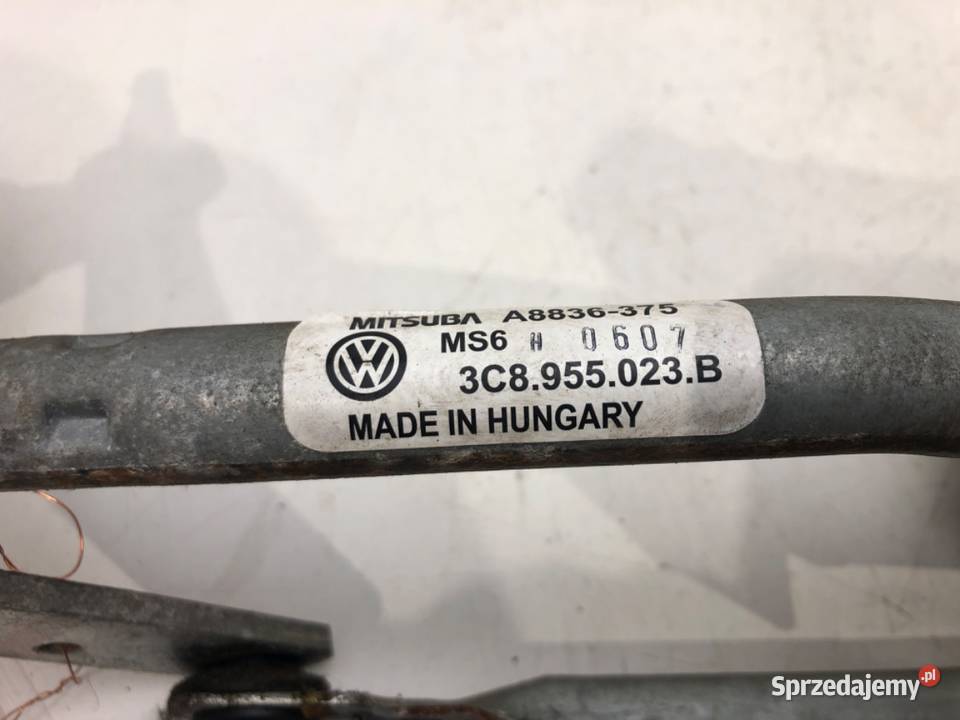 MITSUBA A8836-375
MS6 H 0607
3C8.955.023.B
MADE IN HUNGARY
Sprzedajemy.pl